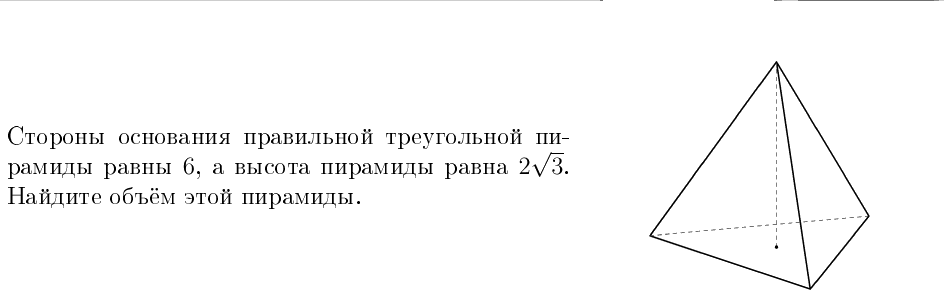 Стороны основания правильной треугольной пи-
рамиды равны 6, а высота пирамиды равна 2√3.
Найдите объём этой пирамиды.